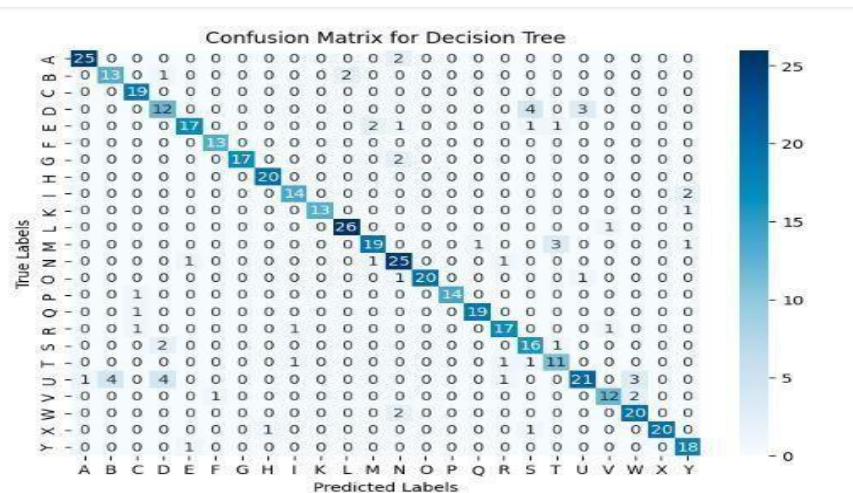 Confusion Matrix for Decision Tree
True Labels
A 25 0 0 0 0 0 0 0 0 0 0 0 2 0 0 0 0 0 0 0 0 0 0 0
B 0 13 0 1 0 0 0 0 0 0 2 0 0 0 0 0 0 0 0 0 0 0 0 0
C 0 0 19 0 0 0 0 0 0 0 0 0 0 0 0 0 0 0 0 0 0 0 0 0
D 0 0 0 12 0 0 0 0 0 0 0 0 0 0 0 0 0 4 0 3 0 0 0 0
E 0 0 0 0 17 0 0 0 0 0 0 2 1 0 0 0 0 1 1 0 0 0 0 0
F 0 0 0 0 0 13 0 0 0 0 0 0 0 0 0 0 0 0 0 0 0 0 0 0
G 0 0 0 0 0 0 17 0 0 0 0 0 2 0 0 0 0 0 0 0 0 0 0 0
H 0 0 0 0 0 0 0 20 0 0 0 0 0 0 0 0 0 0 0 0 0 0 0 0
I 0 0 0 0 0 0 0 0 14 0 0 0 0 0 0 0 0 0 0 0 0 0 0 2
K 0 0 0 0 0 0 0 0 0 13 0 0 0 0 0 0 0 0 0 0 0 0 0 1
L 0 0 0 0 0 0 0 0 0 0 26 0 0 0 0 0 0 0 0 0 1 0 0 0
M 0 0 0 0 0 0 0 0 0 0 0 19 0 0 0 1 0 0 3 0 0 0 0 1
N 0 0 0 0 1 0 0 0 0 0 0 1 25 0 0 0 1 0 0 0 0 0 0 0
O 0 0 0 0 0 0 0 0 0 0 0 0 1 20 0 0 0 0 0 1 0 0 0 0
P 0 0 1 0 0 0 0 0 0 0 0 0 0 0 14 0 0 0 0 0 0 0 0 0
Q 0 0 1 0 0 0 0 0 0 0 0 0 0 0 0 19 0 0 0 0 0 0 0 0
R 0 0 1 0 0 0 0 0 1 0 0 0 0 0 0 0 17 0 0 0 1 0 0 0
S 0 0 0 2 0 0 0 0 0 0 0 0 0 0 0 0 0 16 1 0 0 0 0 0
T 0 0 0 0 0 0 0 0 1 0 0 0 0 0 0 0 1 1 11 0 0 0 0 0
U 1 4 0 4 0 0 0 0 0 0 0 0 0 0 0 0 1 0 0 21 0 3 0 0
V 0 0 0 0 0 1 0 0 0 0 0 0 0 0 0 0 0 0 0 0 12 2 0 0
W 0 0 0 0 0 0 0 0 0 0 0 0 2 0 0 0 0 0 0 0 0 20 0 0
X 0 0 0 0 0 0 0 1 0 0 0 0 0 0 0 0 0 1 0 0 0 0 20 0
Y 0 0 0 0 1 0 0 0 0 0 0 0 0 0 0 0 0 0 0 0 0 0 0 18
A B C D E F G H I K L M N O P Q R S T U V W X Y
Predicted Labels
25
20
15
10
5
0